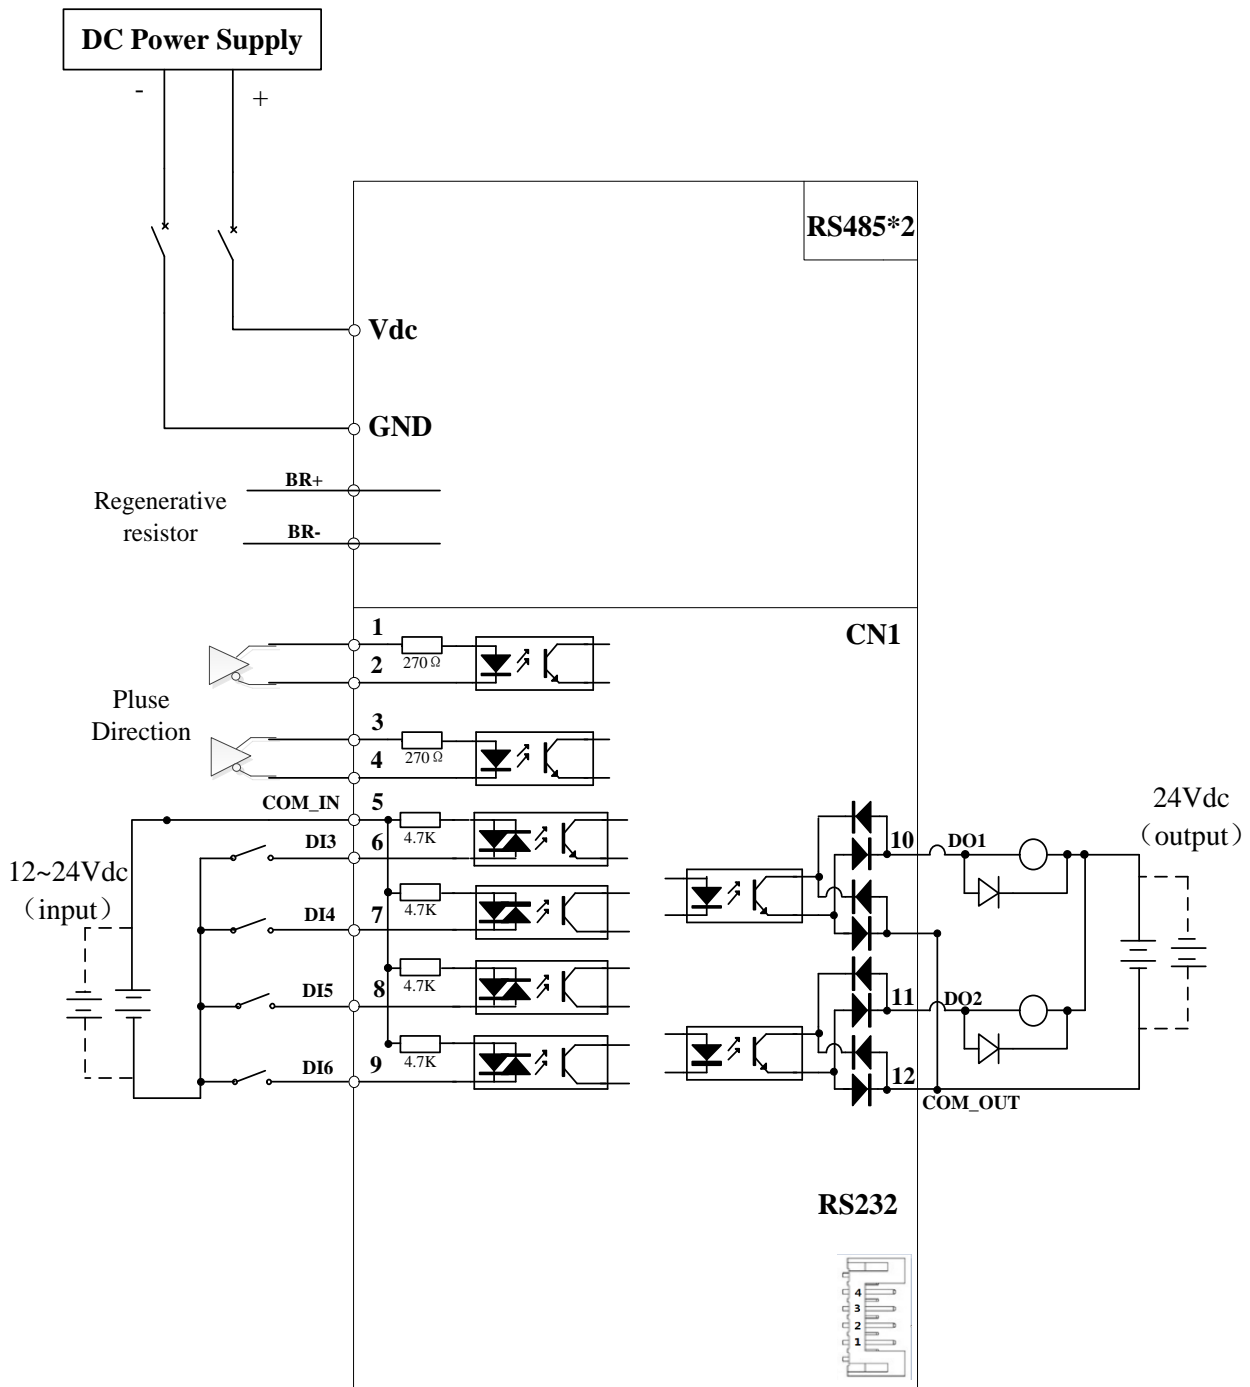 DC Power Supply
-
+
RS485*2
Vdc
GND
BR+
Regenerative
resistor
BR-
CN1
1
270Ω
2
Pluse
Direction
3
270Ω
4
COM_IN
5
4.7K
DI3
6
12~24Vdc
（input）
4.7K
DI4
7
4.7K
DI5
8
4.7K
DI6
9
24Vdc
（output）
10
DO1
11
DO2
12
COM_OUT
RS232
4
3
2
1